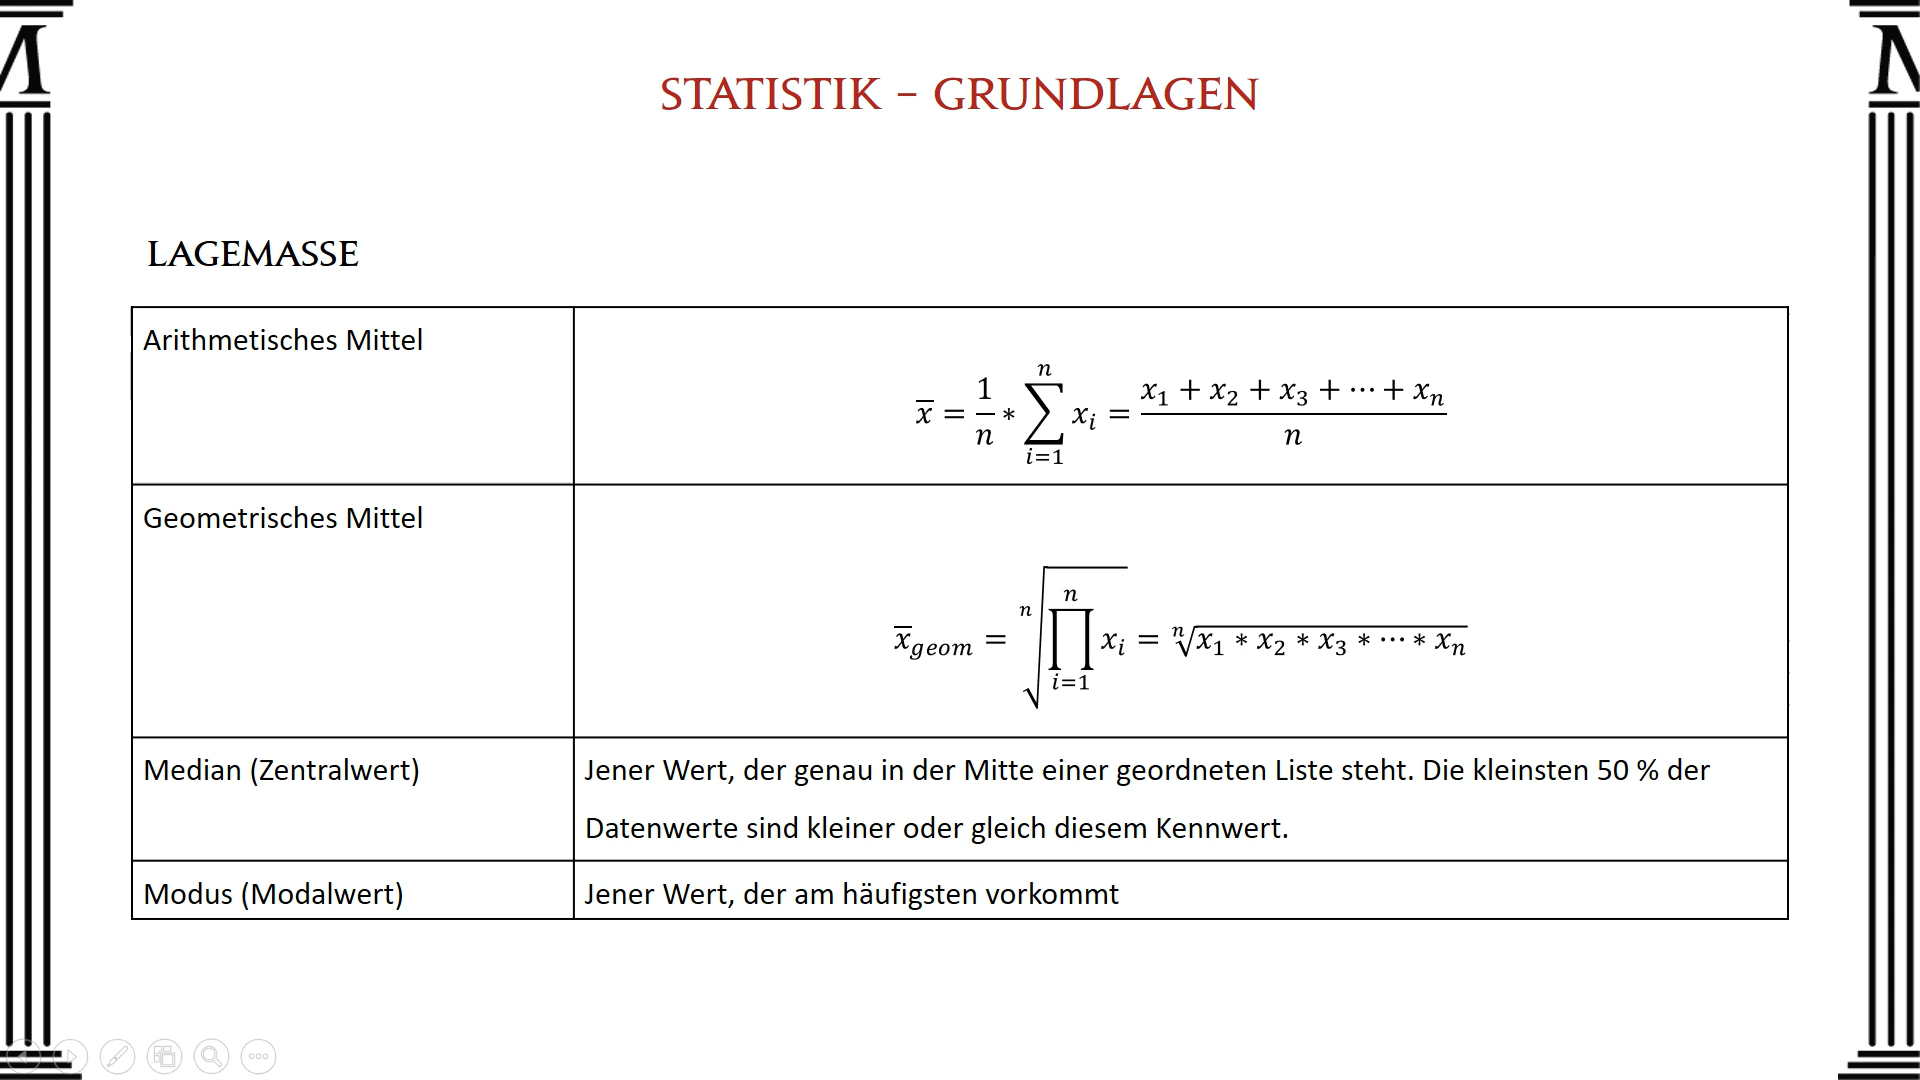 STATISTIK – GRUNDLAGEN
LAGEMASSE
Arithmetisches Mittel
x̄ = 1/n * ∑_{i=1}^{n} x_i = (x_1 + x_2 + x_3 + ⋯ + x_n)/n
Geometrisches Mittel
x̄_{geom} = ⁿ√(∏_{i=1}^{n} x_i) = ⁿ√(x_1 * x_2 * x_3 * ⋯ * x_n)
Median (Zentralwert)
Jener Wert, der genau in der Mitte einer geordneten Liste steht. Die kleinsten 50 % der
Datenwerte sind kleiner oder gleich diesem Kennwert.
Modus (Modalwert)
Jener Wert, der am häufigsten vorkommt